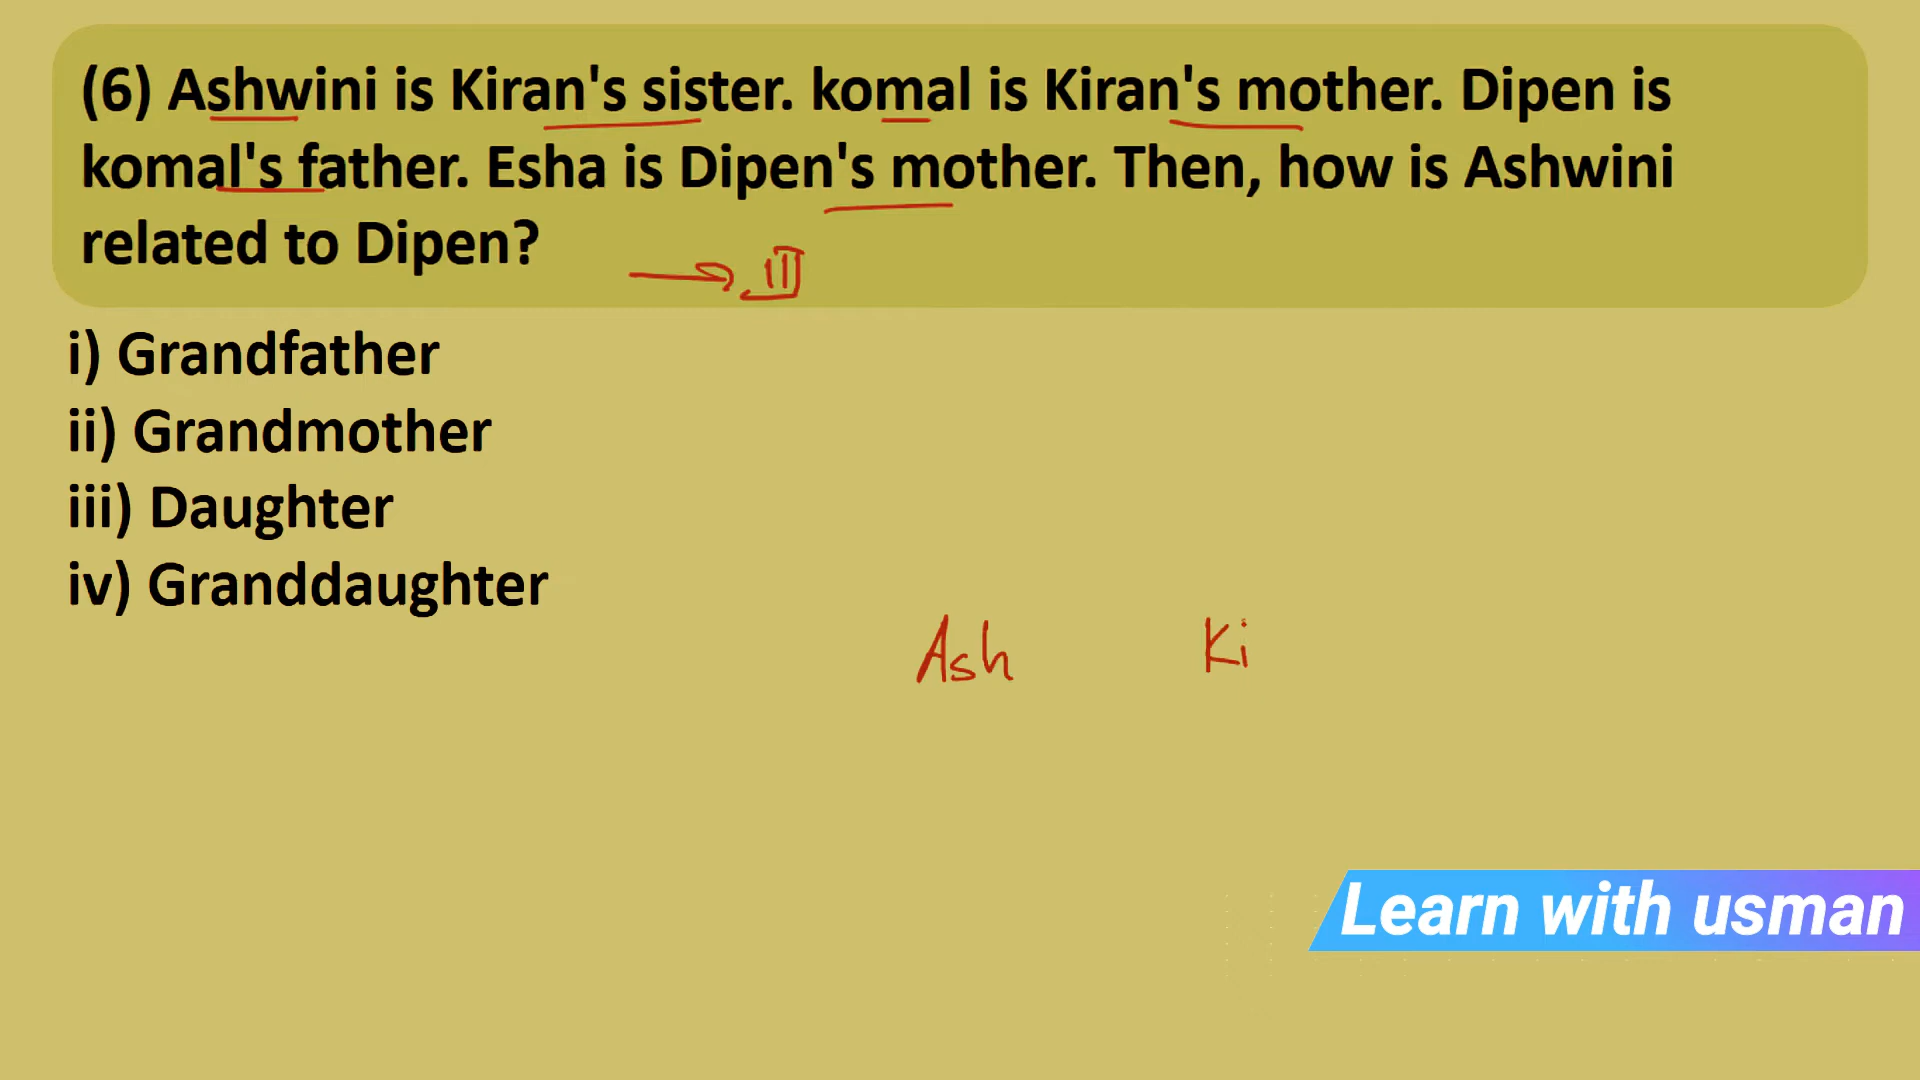 (6) Ashwini is Kiran's sister. komal is Kiran's mother. Dipen is
komal's father. Esha is Dipen's mother. Then, how is Ashwini
related to Dipen?
i) Grandfather
ii) Grandmother
iii) Daughter
iv) Granddaughter
Ash Ki
Learn with usman